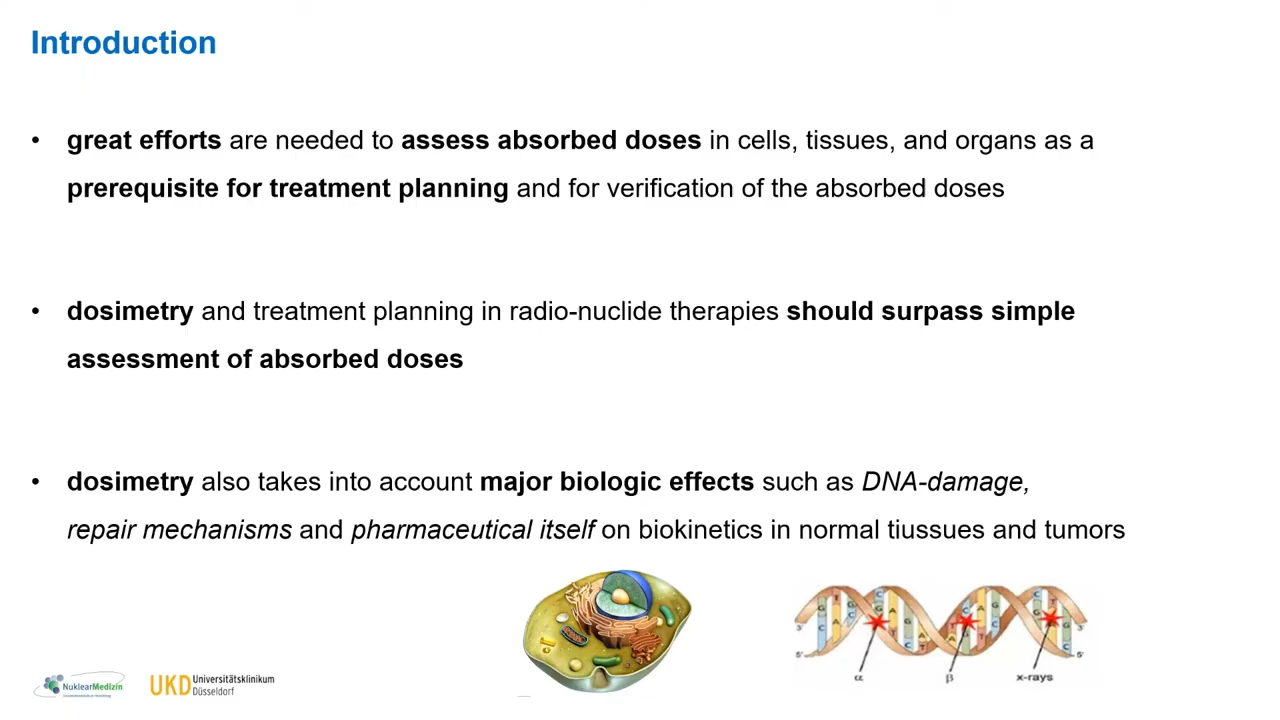 Introduction
• great efforts are needed to assess absorbed doses in cells, tissues, and organs as a
prerequisite for treatment planning and for verification of the absorbed doses
• dosimetry and treatment planning in radio-nuclide therapies should surpass simple
assessment of absorbed doses
• dosimetry also takes into account major biologic effects such as DNA-damage,
repair mechanisms and pharmaceutical itself on biokinetics in normal tiussues and tumors
α β x-rays
NuklearMedizin
UKD Universitätsklinikum
Düsseldorf